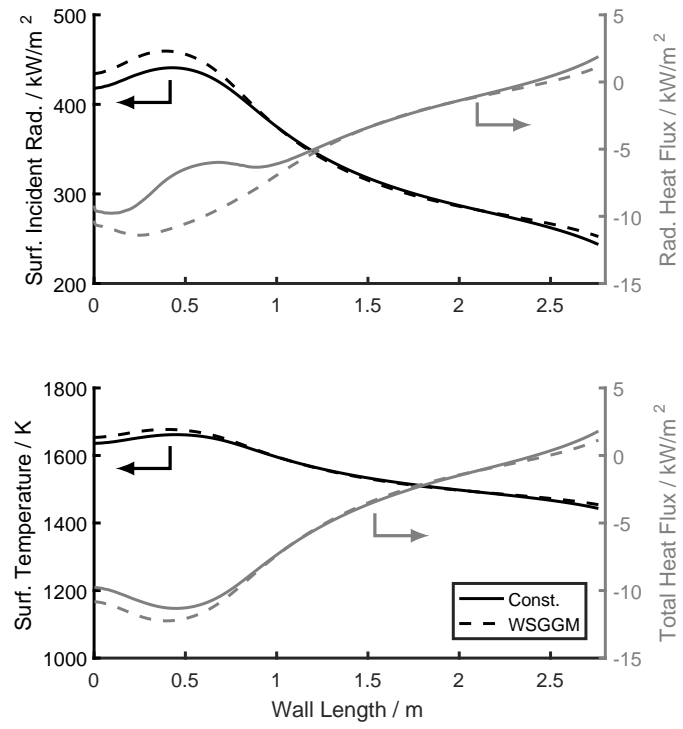 500
400
300
200
Surf. Incident Rad. / kW/m 2
5
0
-5
-10
-15
Rad. Heat Flux / kW/m 2
0 0.5 1 1.5 2 2.5
1800
1600
1400
1200
1000
Surf. Temperature / K
5
0
-5
-10
-15
Total Heat Flux / kW/m 2
Const.
WSGGM
0 0.5 1 1.5 2 2.5
Wall Length / m